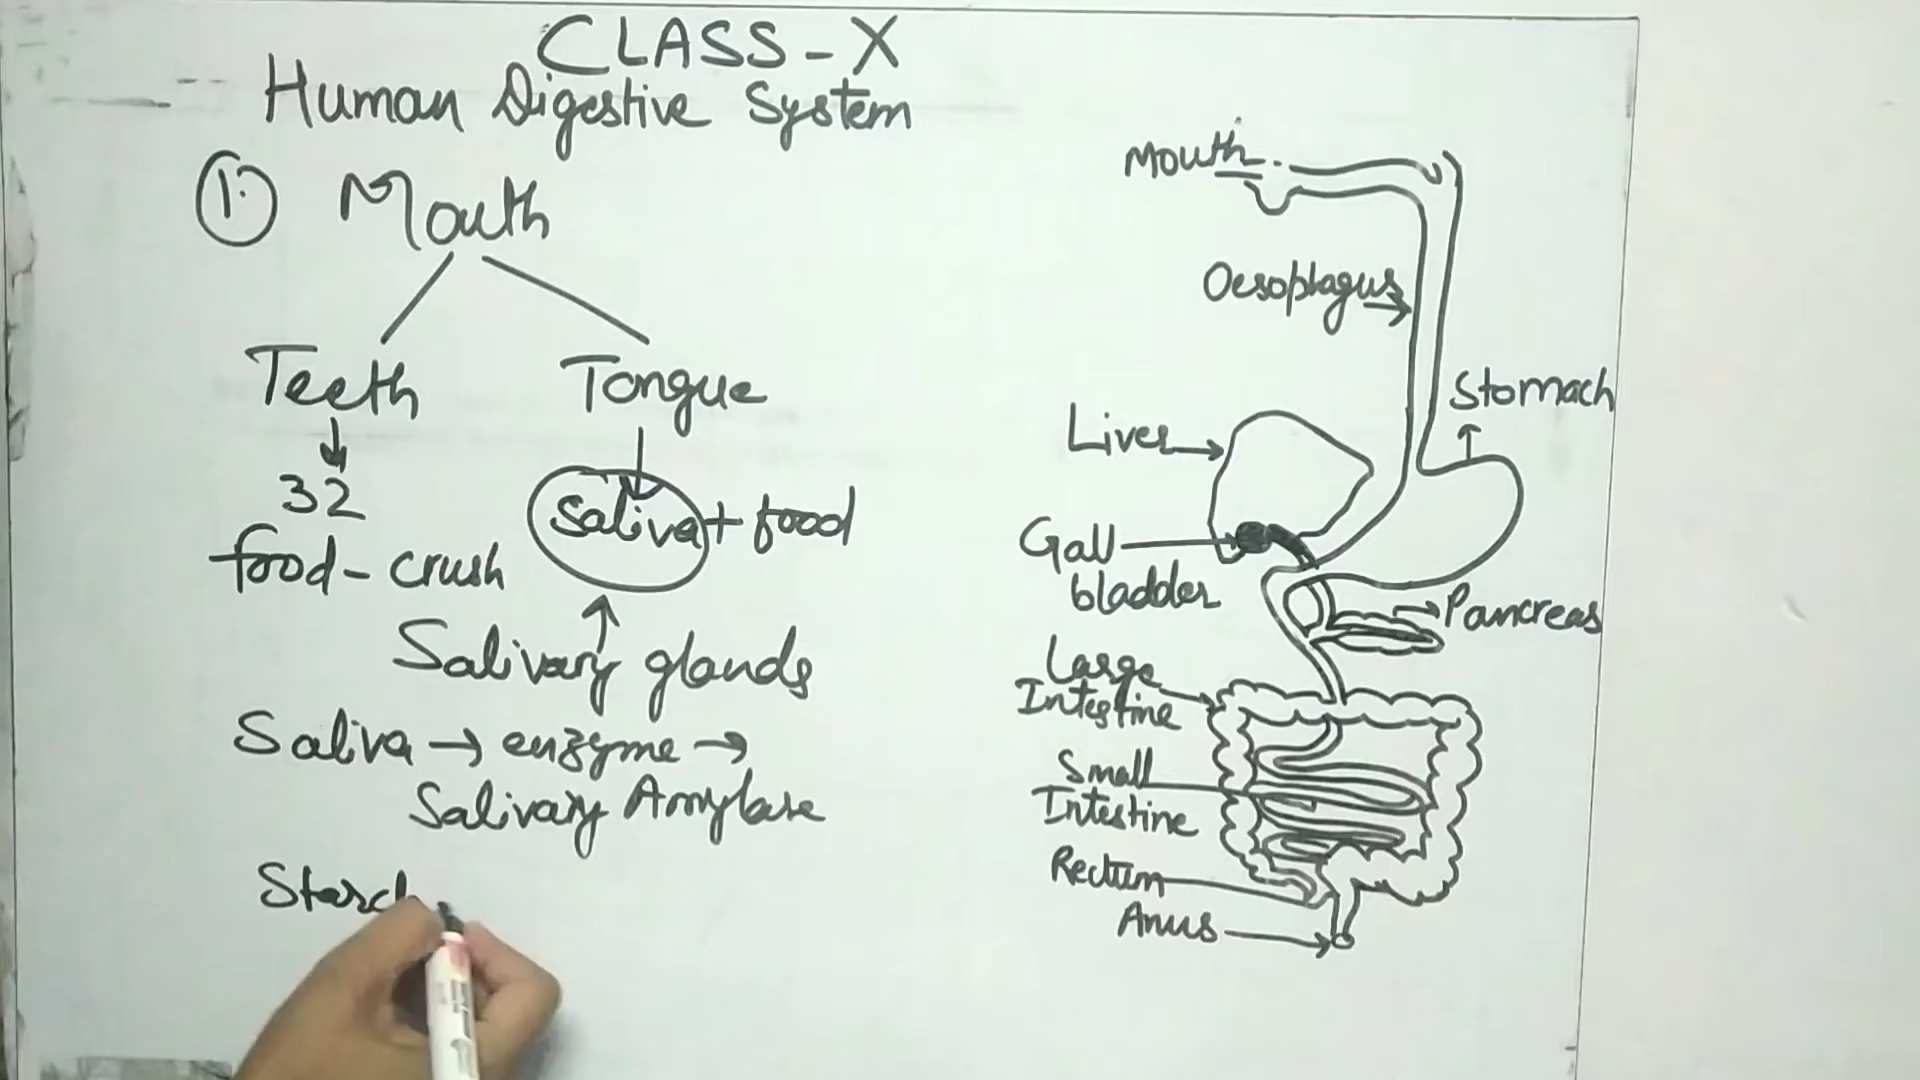 CLASS - X
Human Digestive System
1. Mouth
Teeth
Tongue
32
Saliva + food
food - crush
Salivary glands
Saliva → enzyme →
Salivary Amylase
Starch
Mouth
Oesophagus
Stomach
Liver
Gall
bladder
Pancreas
Large
Intestine
Small
Intestine
Rectum
Anus